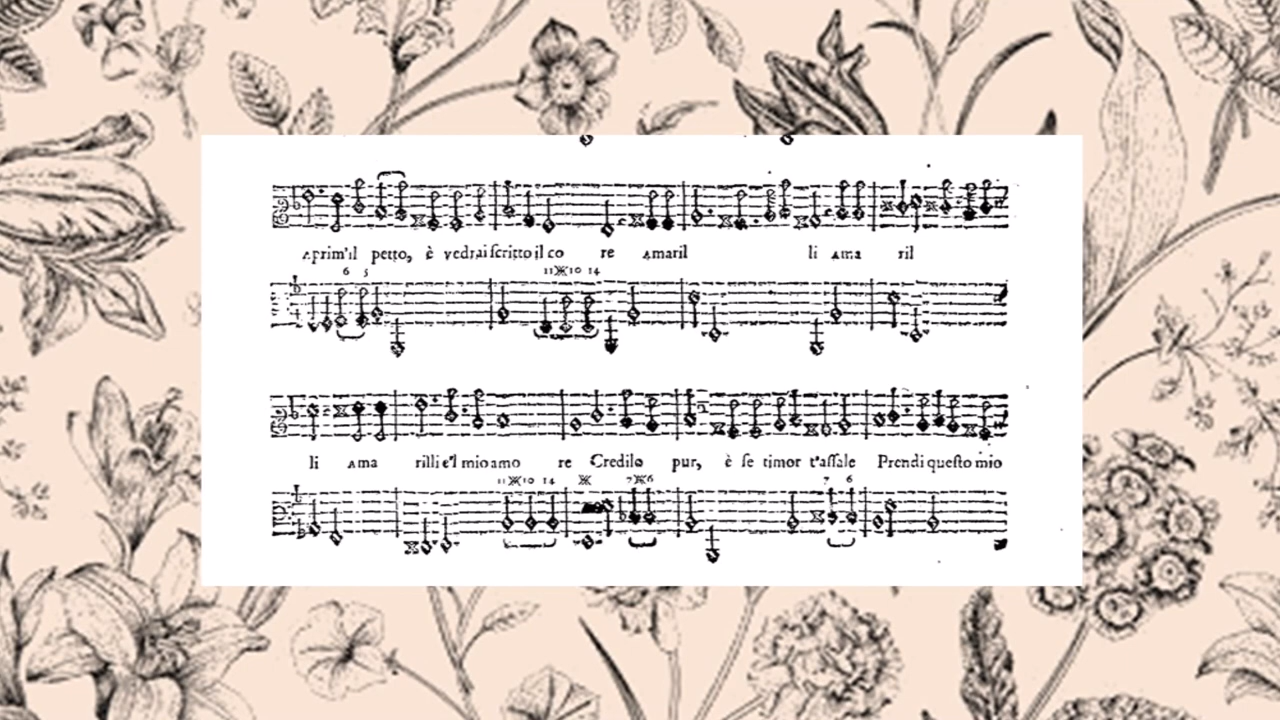 aprim'il petto, è vedrai scritto il co re Amaril li Ama ril
6 5 11 10 14
li Ama rilli e'l mio amo re Credilo pur, è se timor t'assale Prendi questo mio
11 10 14 7 6 7 6